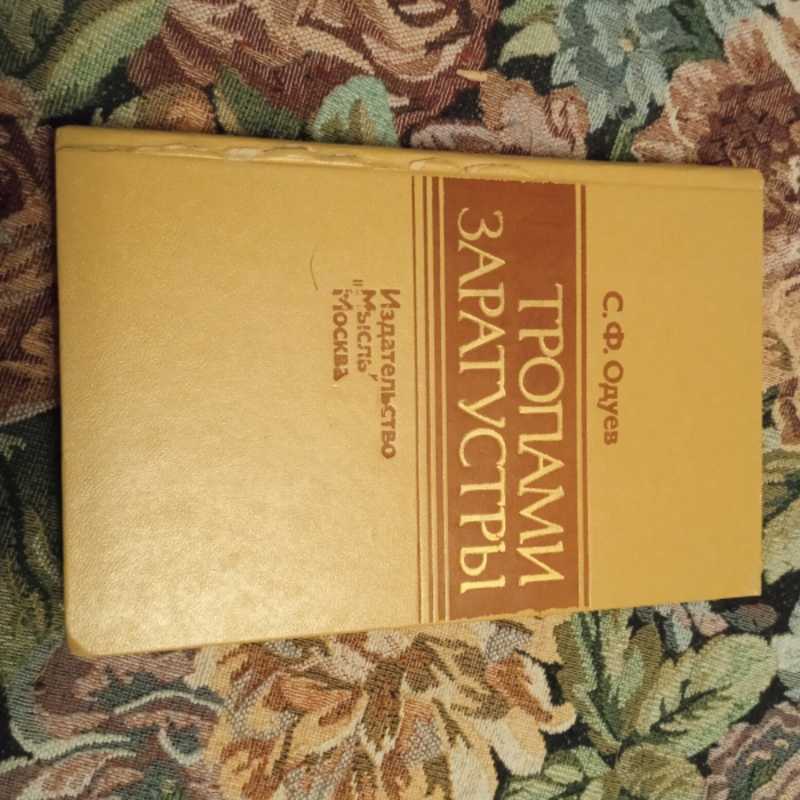 С. Ф. Одуев
ТРОПАМИ
ЗАРАТУСТРЫ
Издательство
"Мысль"
Москва